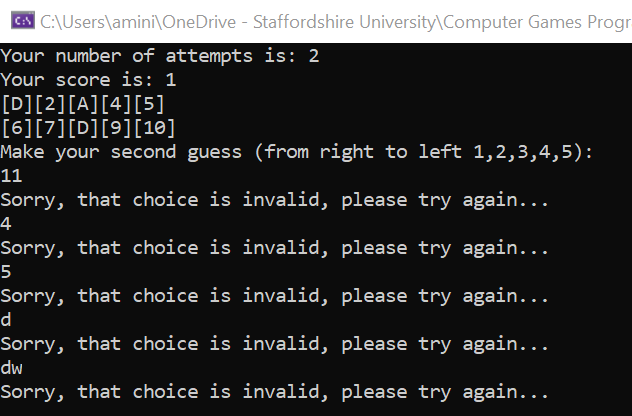 C:\Users\amini\OneDrive - Staffordshire University\Computer Games Progr
Your number of attempts is: 2
Your score is: 1
[D][2][A][4][5]
[6][7][D][9][10]
Make your second guess (from right to left 1,2,3,4,5):
11
Sorry, that choice is invalid, please try again...
4
Sorry, that choice is invalid, please try again...
5
Sorry, that choice is invalid, please try again...
d
Sorry, that choice is invalid, please try again...
dw
Sorry, that choice is invalid, please try again...